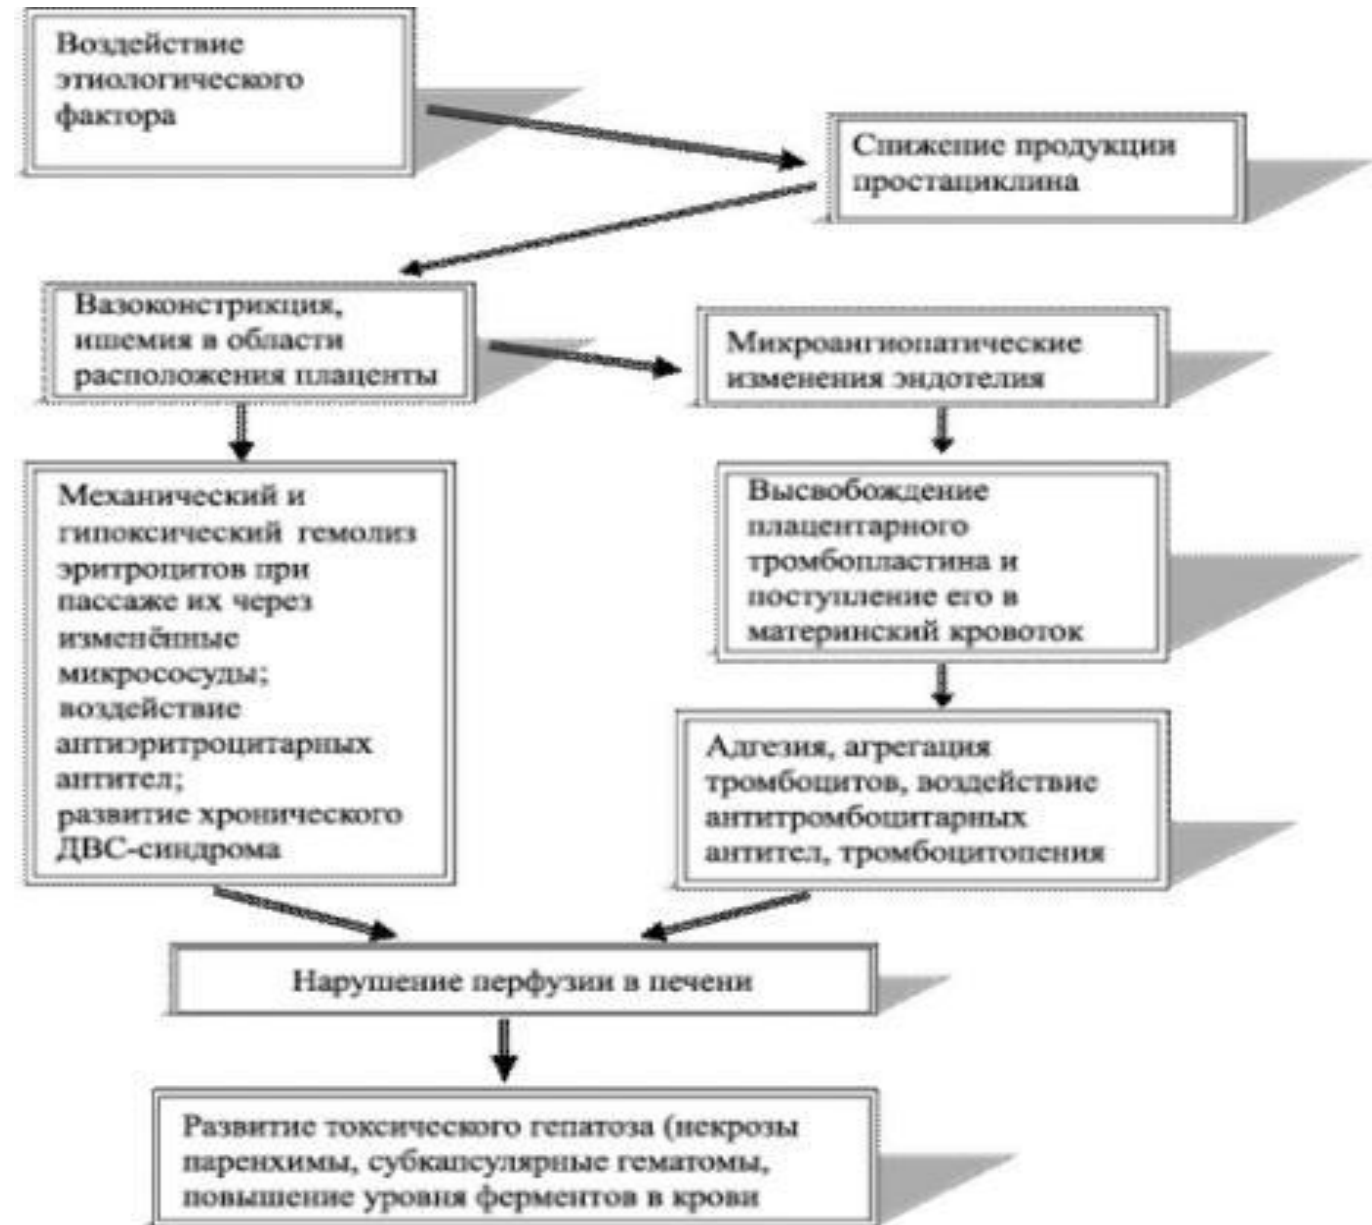 Воздействие
этиологического
фактора
Снижение продукции
простациклина
Вазоконстрикция,
ишемия в области
расположения плаценты
Микроангиопатические
изменения эндотелия
Механический и
гипоксический гемолиз
эритроцитов при
пассаже их через
изменённые
микрососуды;
воздействие
антиэритроцитарных
антител;
развитие хронического
ДВС-синдрома
Высвобождение
плацентарного
тромбопластина и
поступление его в
материнский кровоток
Адгезия, агрегация
тромбоцитов, воздействие
антитромбоцитарных
антител, тромбоцитопения
Нарушение перфузии в печени
Развитие токсического гепатоза (некрозы
паренхимы, субкапсулярные гематомы,
повышение уровня ферментов в крови